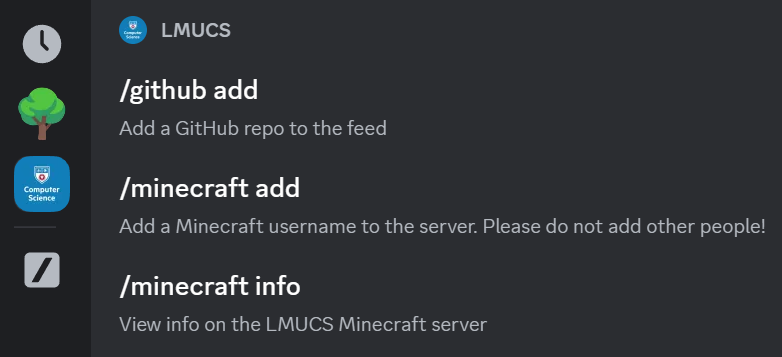 LMUCS
/github add
Add a GitHub repo to the feed
/minecraft add
Add a Minecraft username to the server. Please do not add other people!
/minecraft info
View info on the LMUCS Minecraft server
Computer
Science